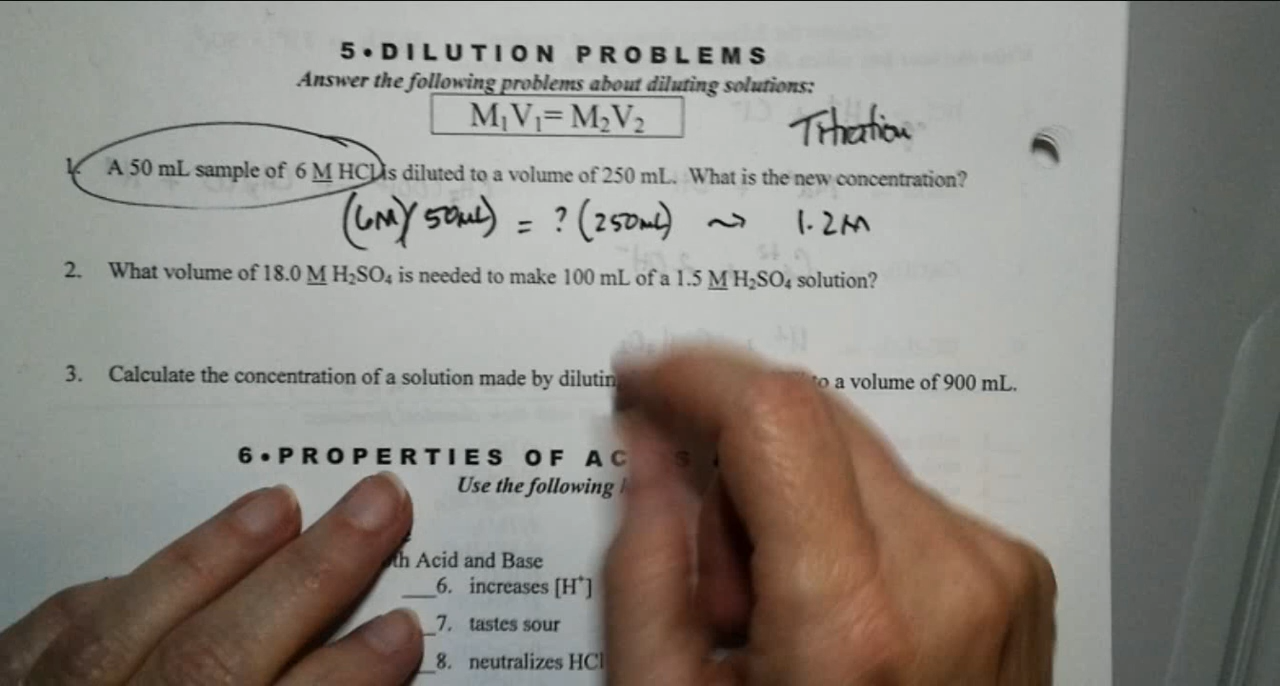 5•DILUTION PROBLEMS
Answer the following problems about diluting solutions:
M₁V₁= M₂V₂
Titration
1. A 50 mL sample of 6 M HCl is diluted to a volume of 250 mL. What is the new concentration?
(6M)(50mL) = ? (250mL) ⇝ 1.2M
2. What volume of 18.0 M H₂SO₄ is needed to make 100 mL of a 1.5 M H₂SO₄ solution?
3. Calculate the concentration of a solution made by a volume of 900 mL.
6•PROPERTIES OF
Use the following
Acid and Base
6. increases [H⁺]
7. tastes sour
8. neutralizes HCl